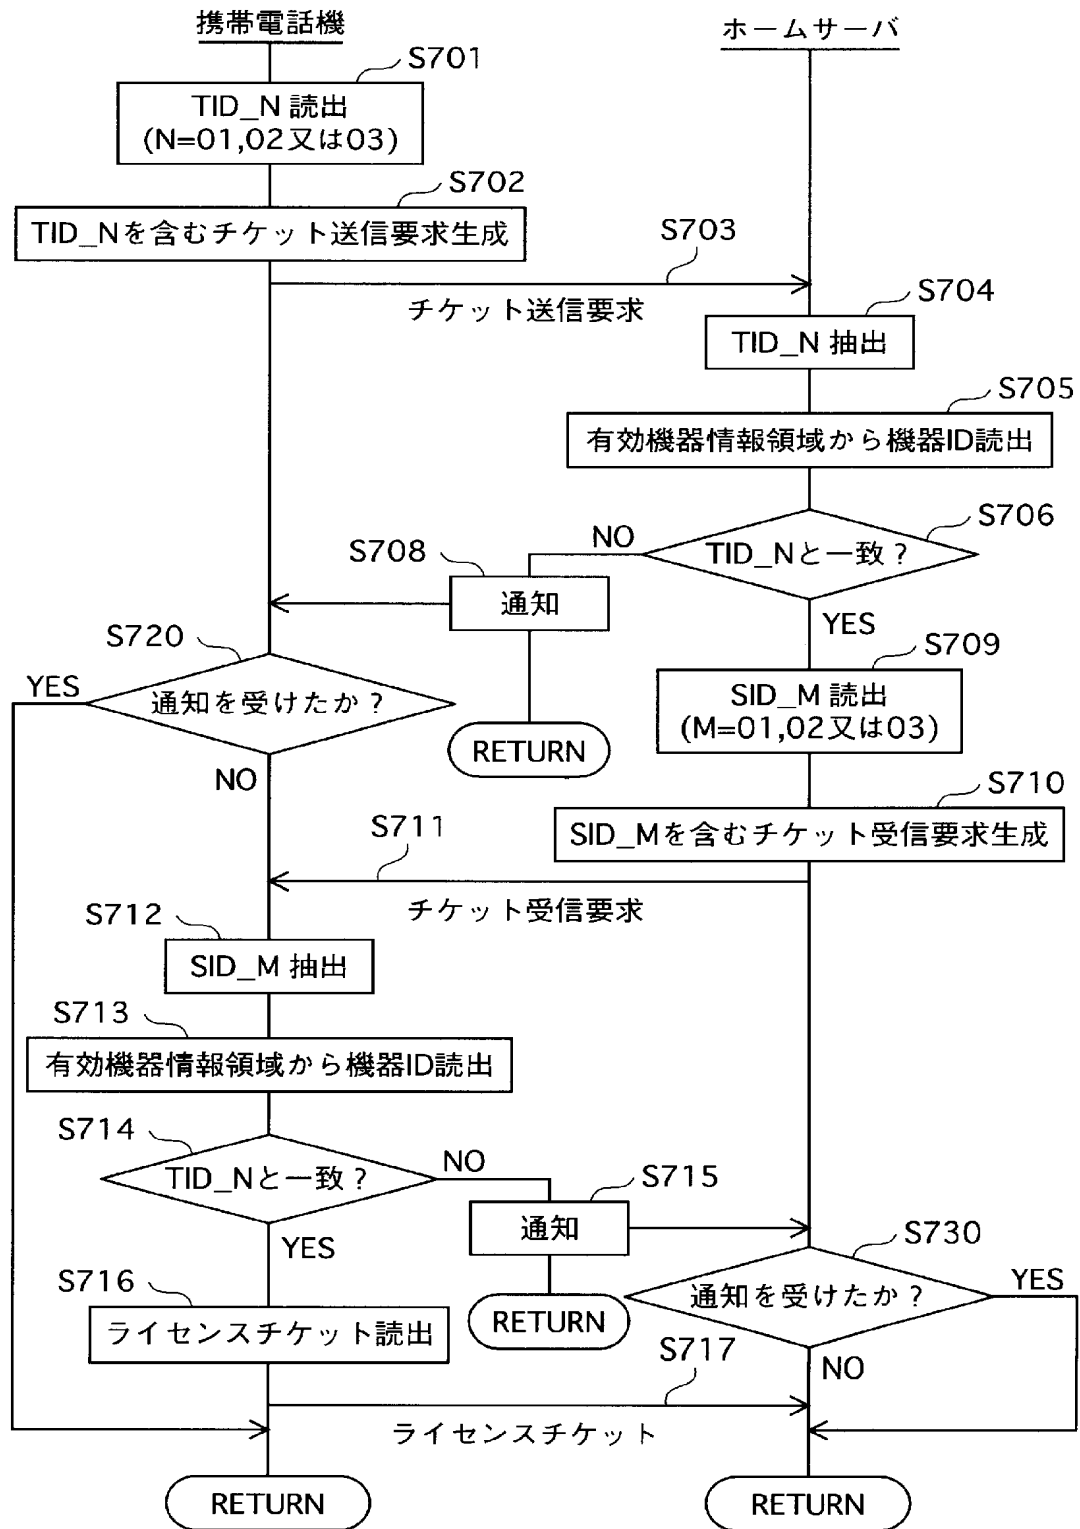 携帯電話機
ホームサーバ
S701
TID_N 読出
(N=01,02又は03)
S702
TID_Nを含むチケット送信要求生成
S703
チケット送信要求
S704
TID_N 抽出
S705
有効機器情報領域から機器ID読出
S706
TID_Nと一致？
NO
YES
S708
通知
RETURN
S720
通知を受けたか？
YES
NO
S709
SID_M 読出
(M=01,02又は03)
S710
SID_Mを含むチケット受信要求生成
S711
チケット受信要求
S712
SID_M 抽出
S713
有効機器情報領域から機器ID読出
S714
TID_Nと一致？
NO
YES
S715
通知
RETURN
S730
通知を受けたか？
YES
NO
S716
ライセンスチケット読出
S717
ライセンスチケット
RETURN
RETURN